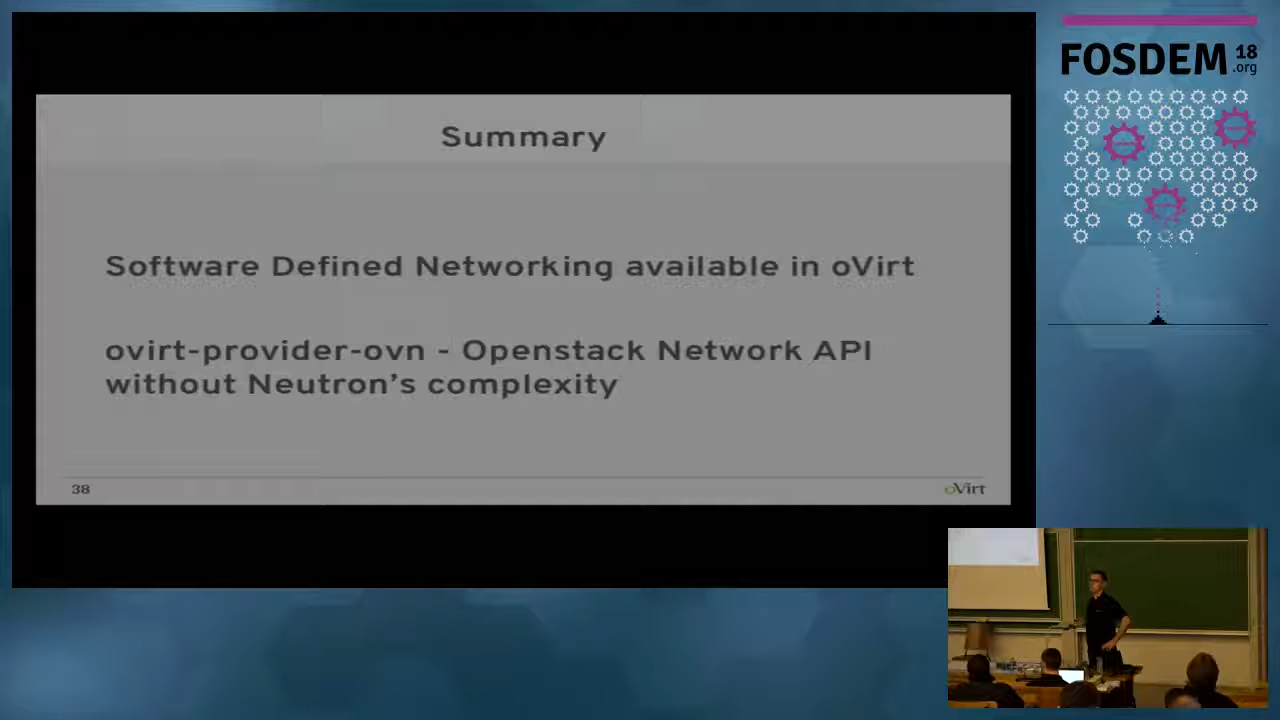 Summary
Software Defined Networking available in oVirt
ovirt-provider-ovn - Openstack Network API
without Neutron's complexity
38
oVirt
FOSDEM 18
.org